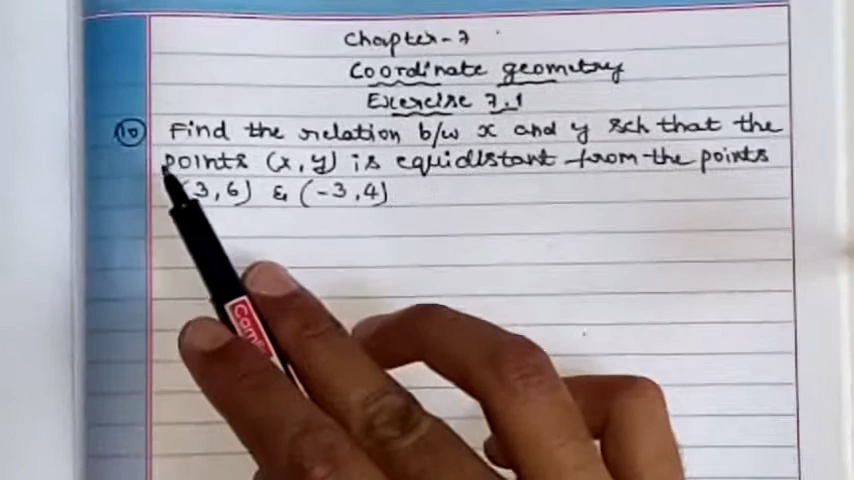 Chapter-7
Coordinate geometry
Exercise 7.1
10 Find the relation b/w x and y sch that the
points (x, y) is equidistant from the points
(3,6) & (-3,4)